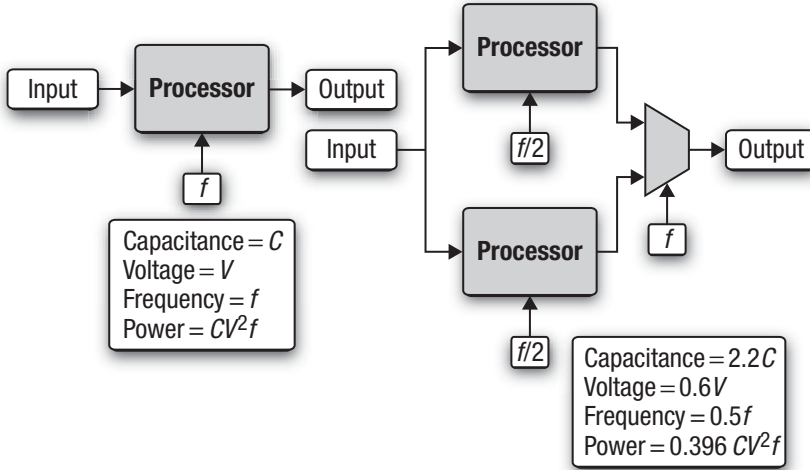 Input
Processor
Output
f
Capacitance = C
Voltage = V
Frequency = f
Power = CV²f
Input
Processor
f/2
Processor
f/2
f
Output
Capacitance = 2.2C
Voltage = 0.6V
Frequency = 0.5f
Power = 0.396 CV²f